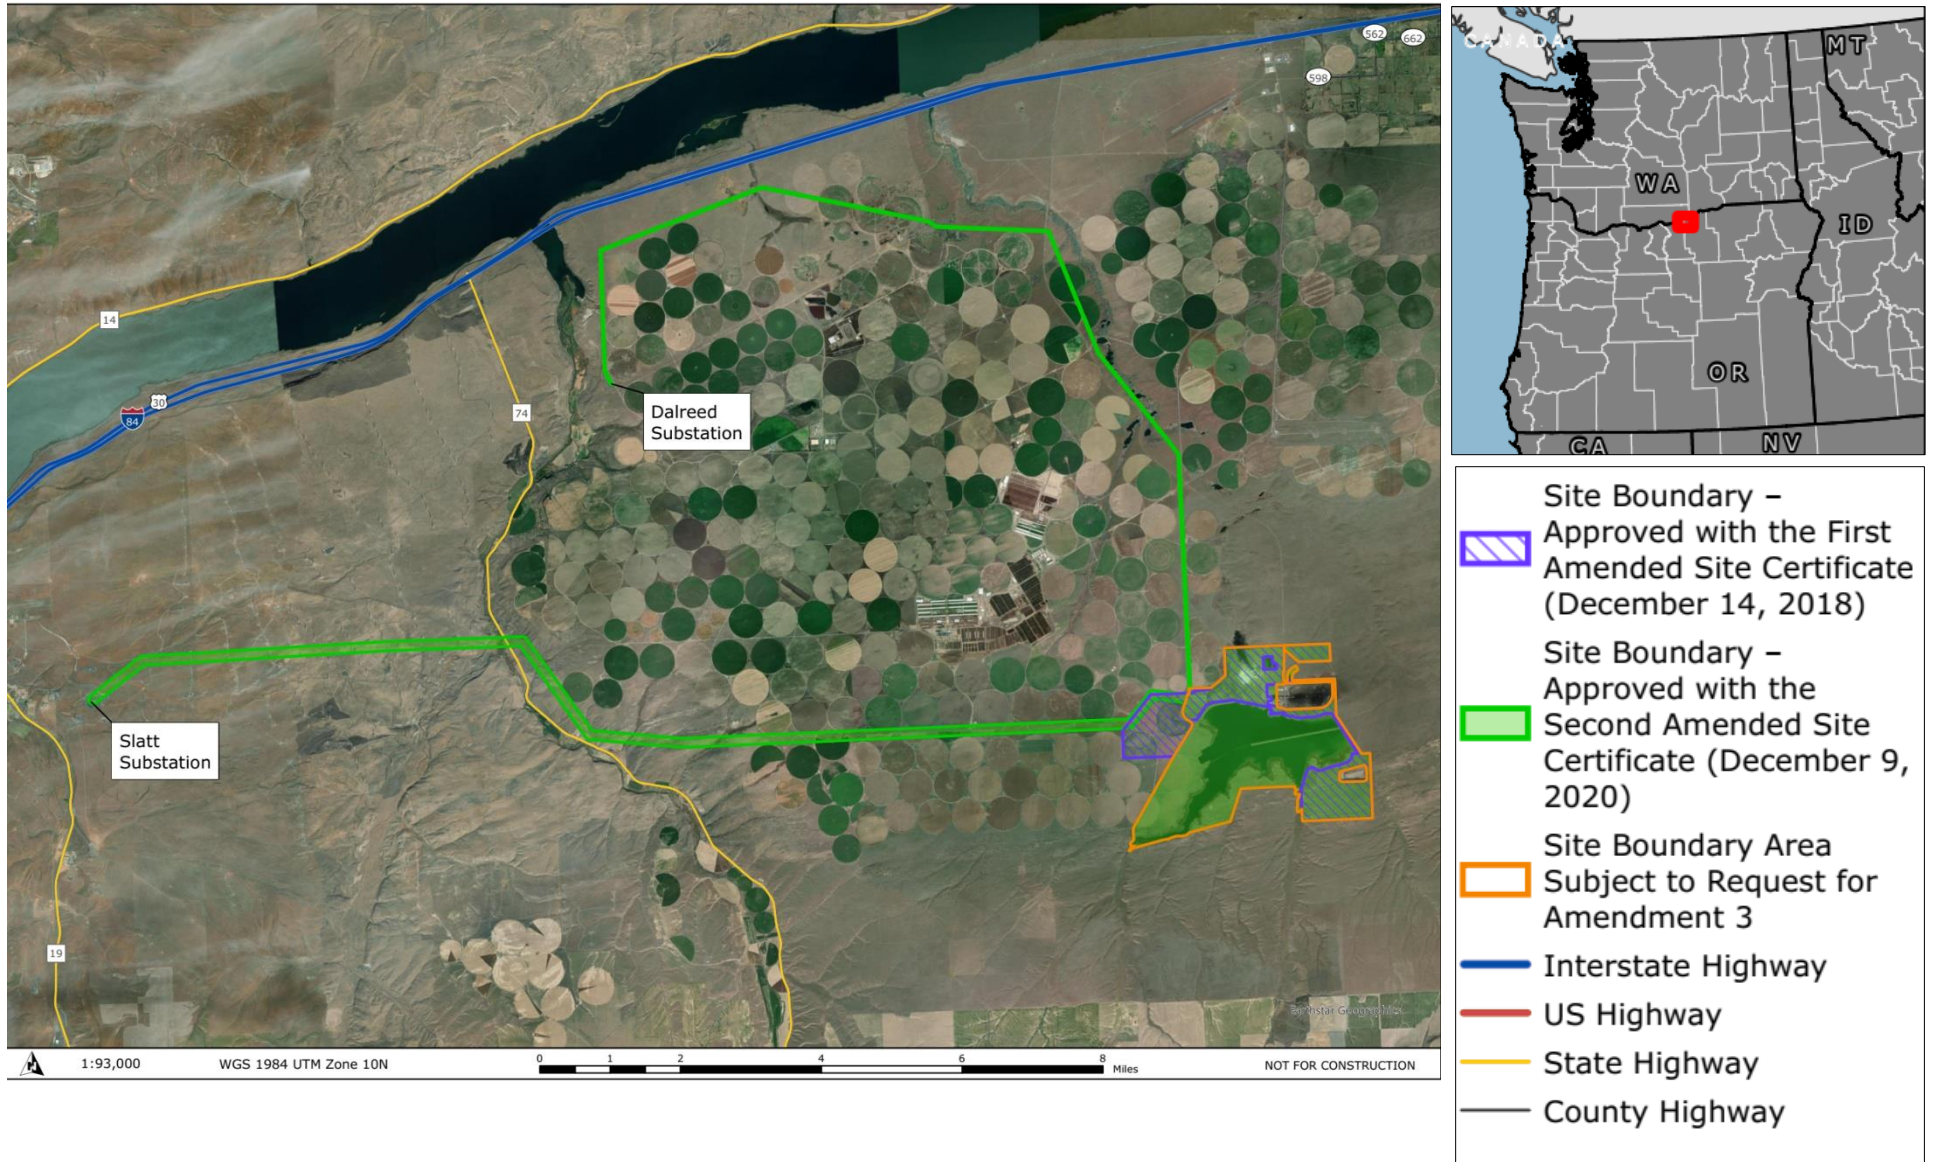 562
662
598
14
30
84
74
Dalreed
Substation
Slatt
Substation
19
Earthstar Geographics
1:93,000
WGS 1984 UTM Zone 10N
0 1 2 4 6 8
Miles
NOT FOR CONSTRUCTION
CANADA
MT
WA
ID
OR
CA
NV
Site Boundary –
Approved with the First
Amended Site Certificate
(December 14, 2018)
Site Boundary –
Approved with the
Second Amended Site
Certificate (December 9,
2020)
Site Boundary Area
Subject to Request for
Amendment 3
Interstate Highway
US Highway
State Highway
County Highway